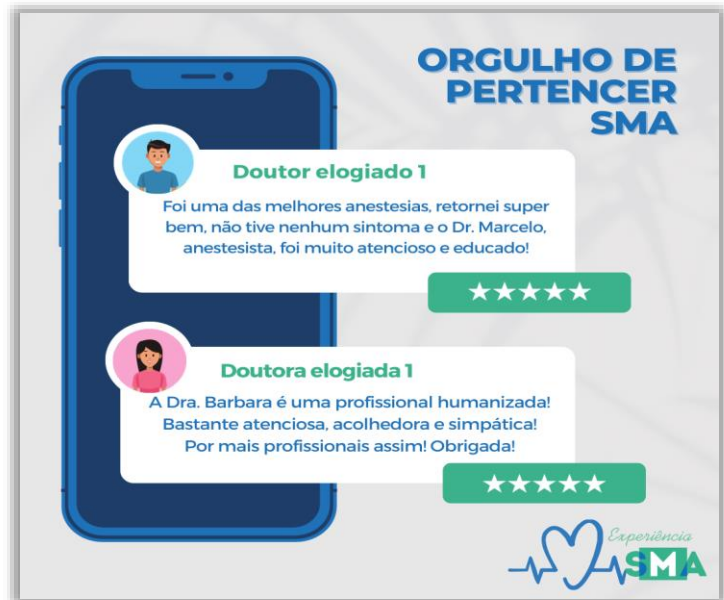 ORGULHO DE
PERTENCER
SMA
Doutor elogiado 1
Foi uma das melhores anestesias, retornei super
bem, não tive nenhum sintoma e o Dr. Marcelo,
anestesista, foi muito atencioso e educado!
Doutora elogiada 1
A Dra. Barbara é uma profissional humanizada!
Bastante atenciosa, acolhedora e simpática!
Por mais profissionais assim! Obrigada!
Experiência
SMA